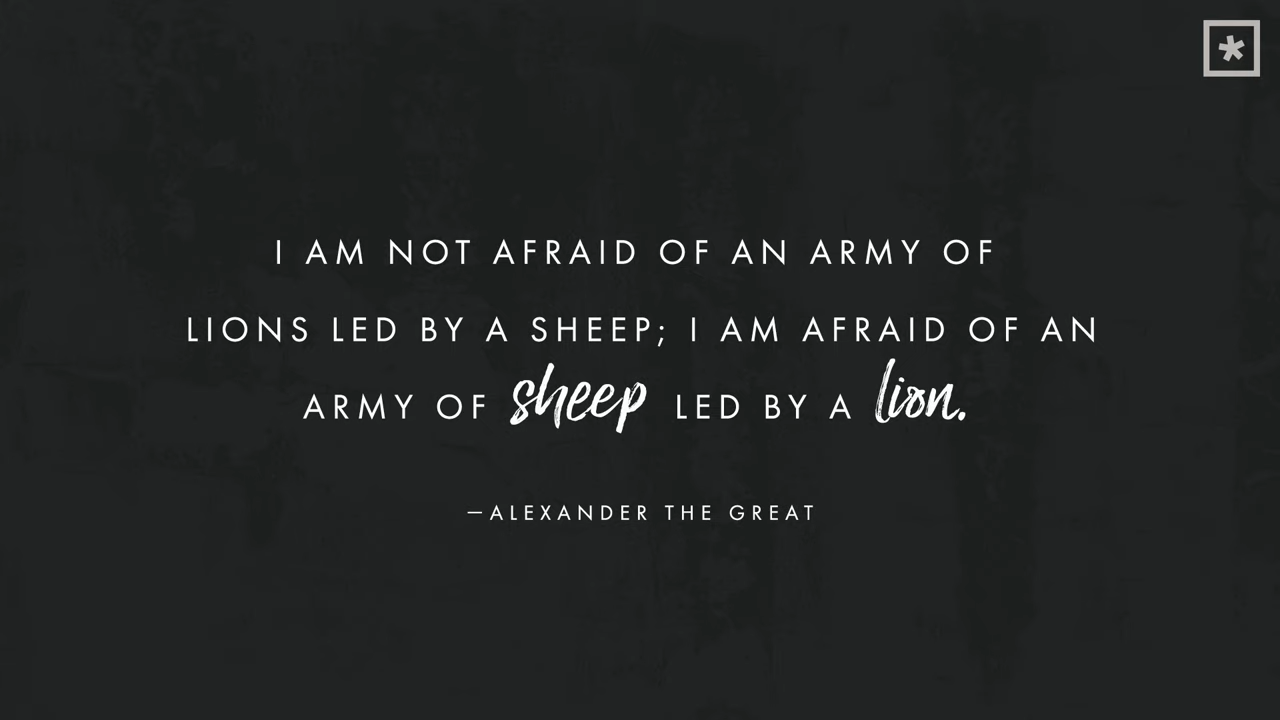 I AM NOT AFRAID OF AN ARMY OF
LIONS LED BY A SHEEP; I AM AFRAID OF AN
ARMY OF sheep LED BY A lion.
—ALEXANDER THE GREAT